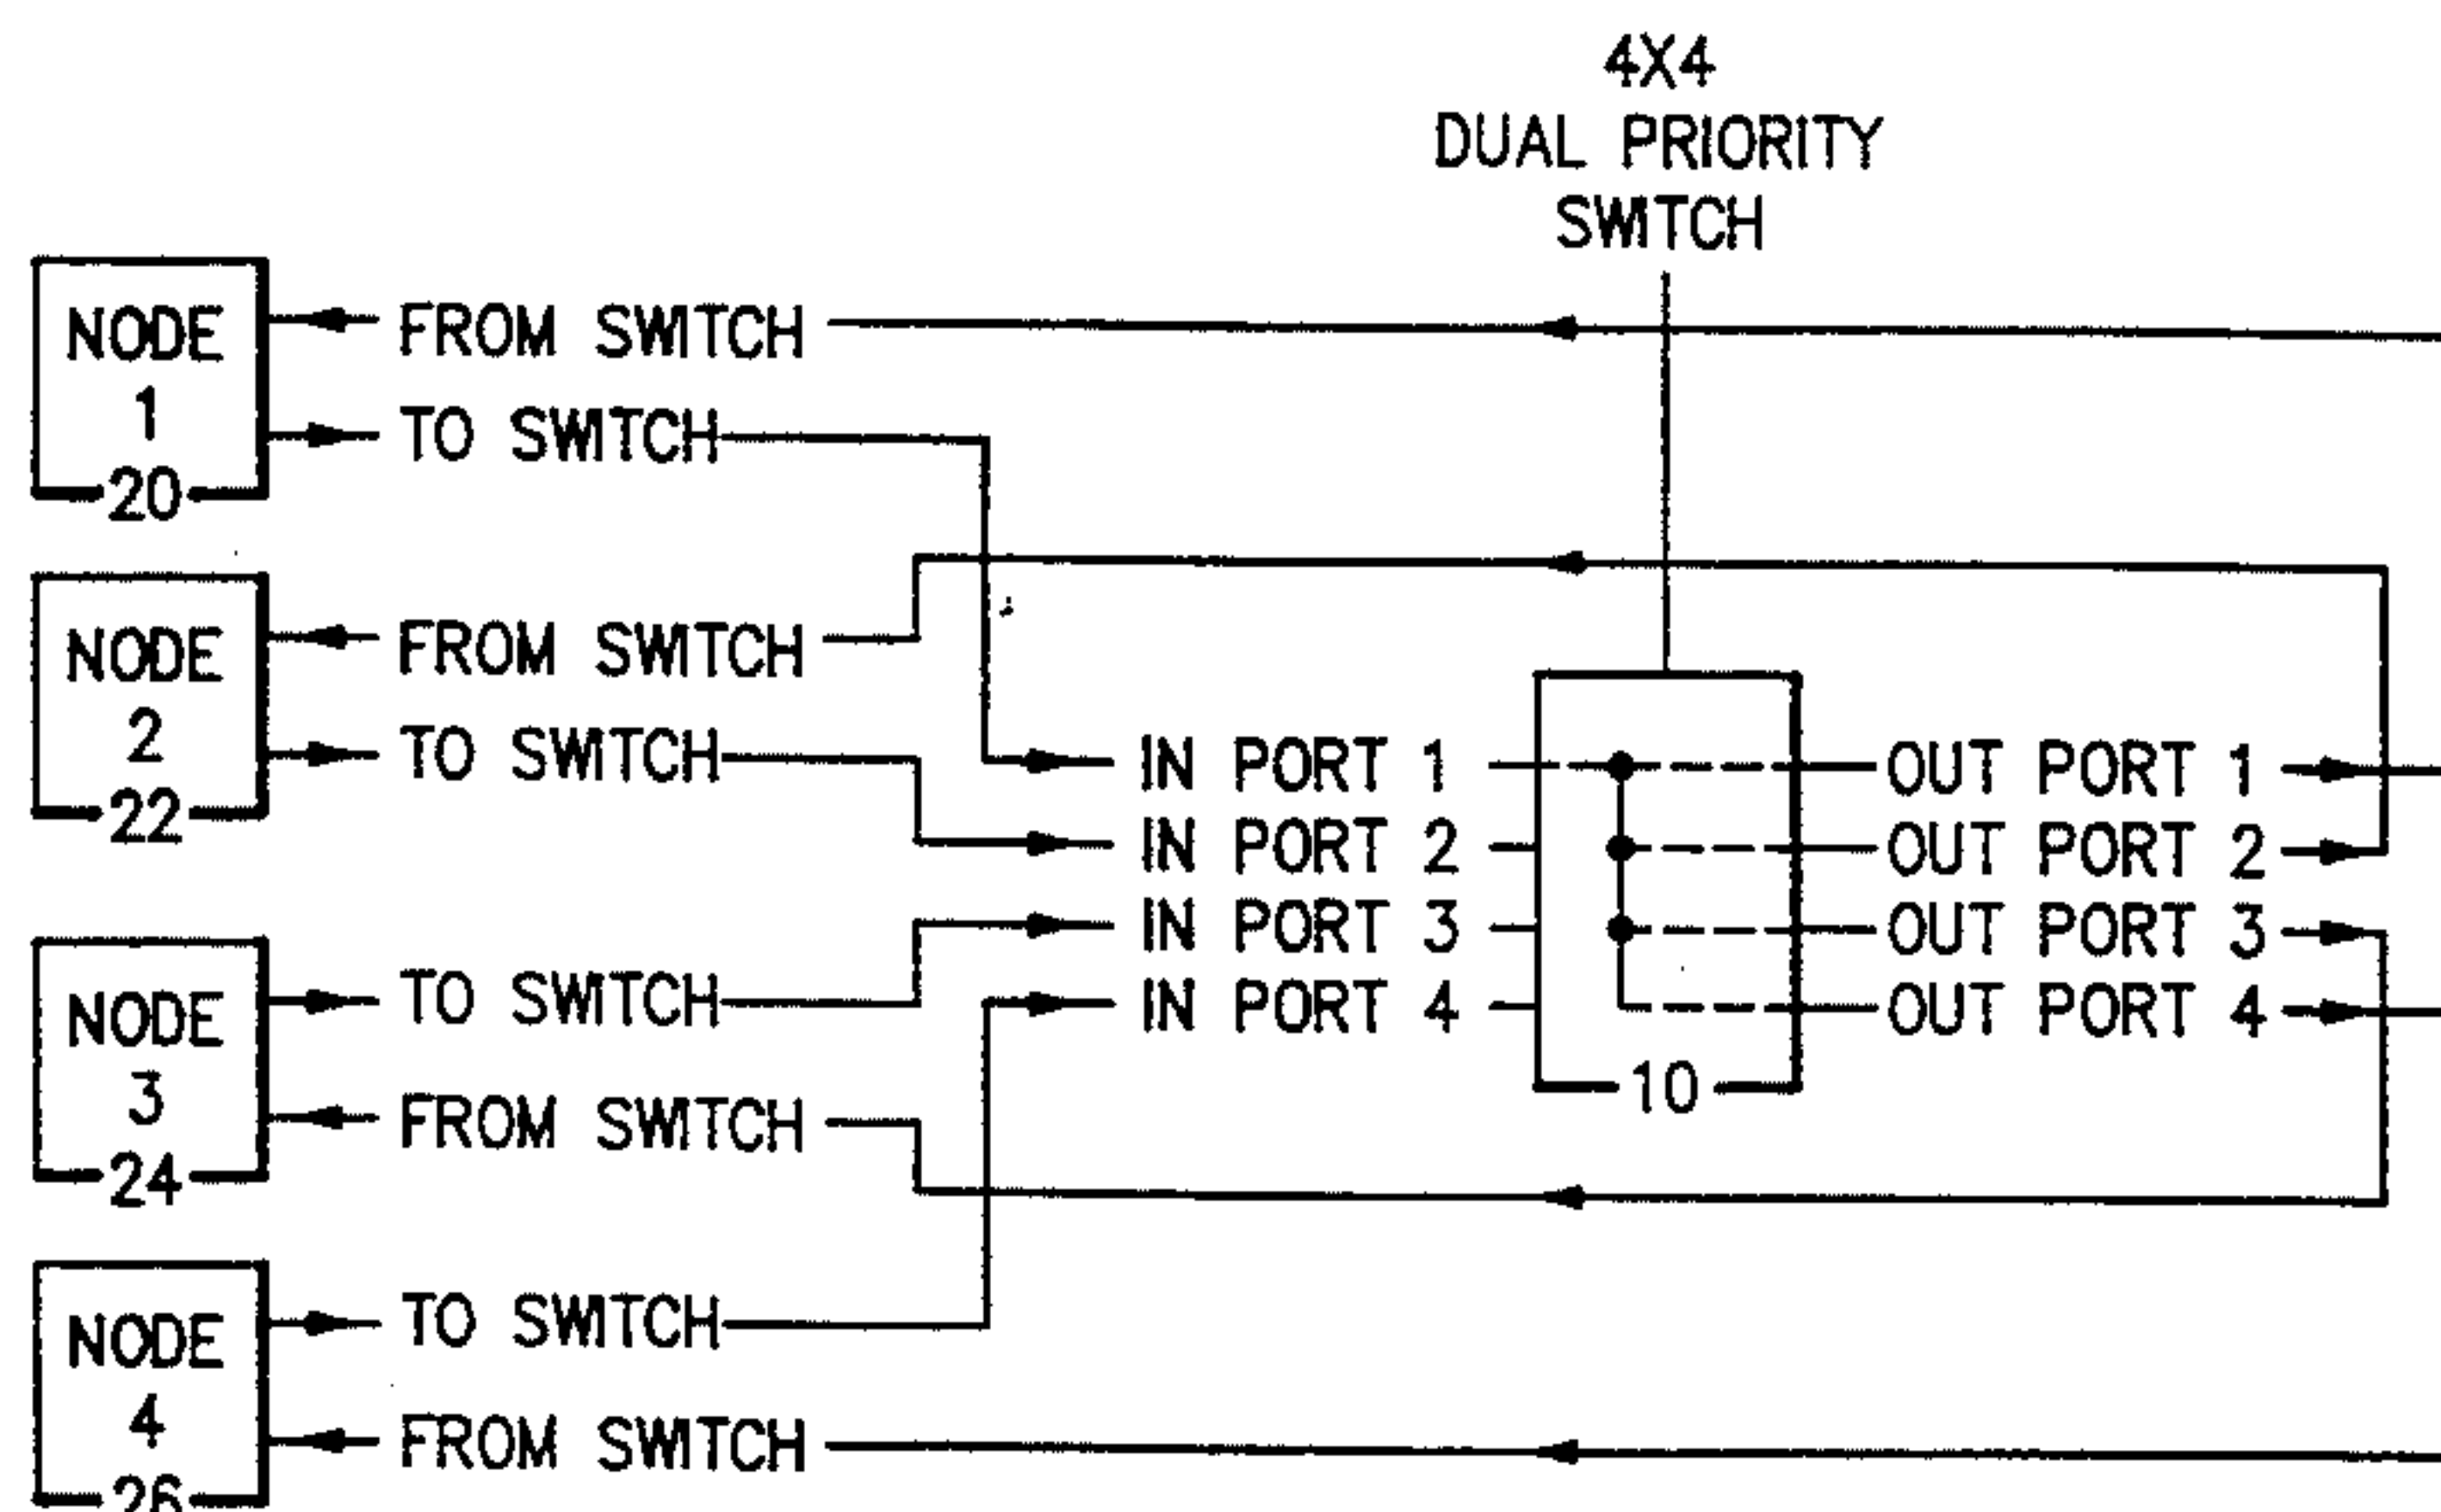 4X4
DUAL PRIORITY
SWITCH
NODE
1
20
FROM SWITCH
TO SWITCH
NODE
2
22
FROM SWITCH
TO SWITCH
NODE
3
24
TO SWITCH
FROM SWITCH
NODE
4
26
TO SWITCH
FROM SWITCH
IN PORT 1
IN PORT 2
IN PORT 3
IN PORT 4
10
OUT PORT 1
OUT PORT 2
OUT PORT 3
OUT PORT 4